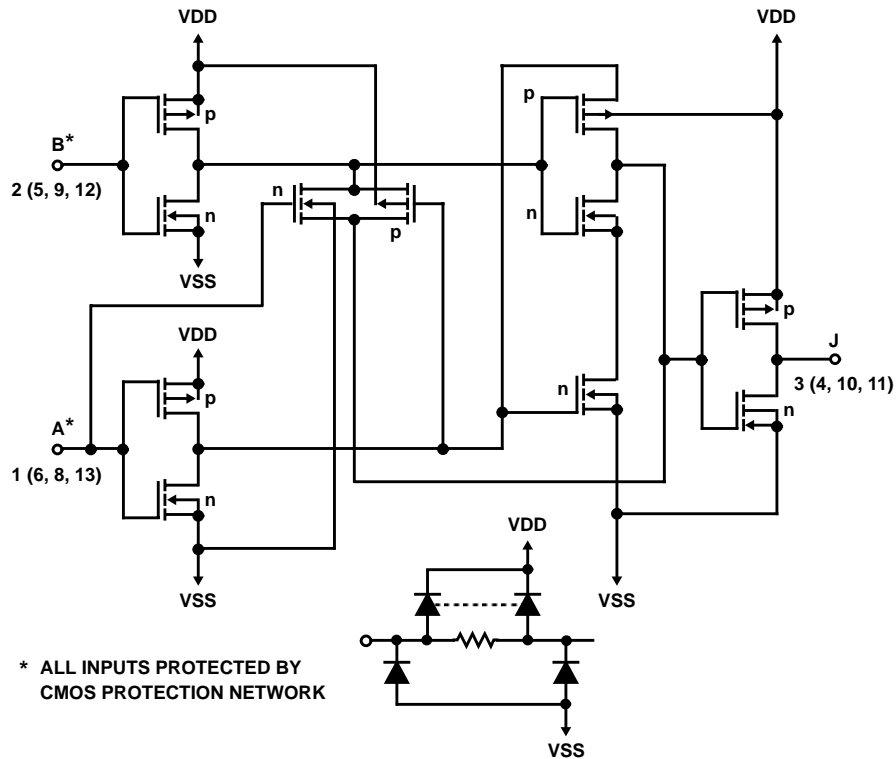 VDD
VDD
p
p
B*
2 (5, 9, 12)
n
n
n
p
VSS
VDD
p
J
p
n
3 (4, 10, 11)
n
A*
1 (6, 8, 13)
n
VDD
VSS
VSS
* ALL INPUTS PROTECTED BY
CMOS PROTECTION NETWORK
VSS